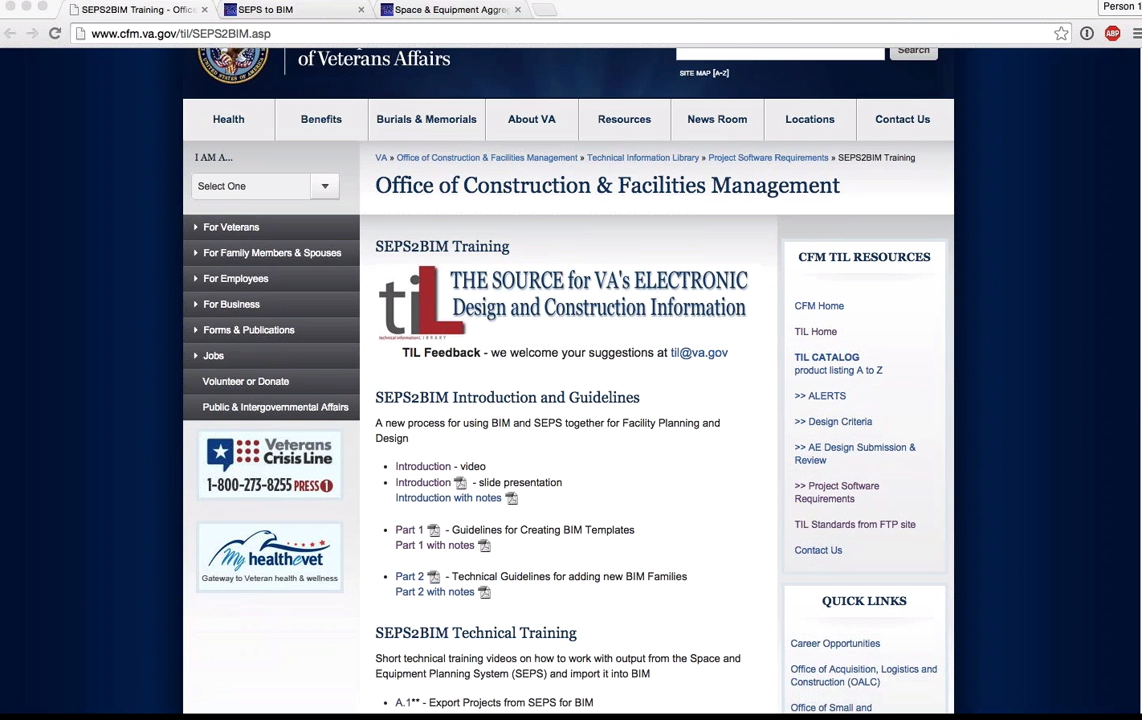 SEPS2BIM Training - Office
SEPS to BIM
Space & Equipment Aggreg
Person 1
www.cfm.va.gov/til/SEPS2BIM.asp
ABP
of Veterans Affairs
Search
SITE MAP [A-Z]
Health
Benefits
Burials & Memorials
About VA
Resources
News Room
Locations
Contact Us
I AM A...
Select One
For Veterans
For Family Members & Spouses
For Employees
For Business
Forms & Publications
Jobs
Volunteer or Donate
Public & Intergovernmental Affairs
Veterans
Crisis Line
1-800-273-8255 PRESS 1
My healthevet
Gateway to Veteran health & wellness
VA » Office of Construction & Facilities Management » Technical Information Library » Project Software Requirements » SEPS2BIM Training
Office of Construction & Facilities Management
SEPS2BIM Training
tiL THE SOURCE for VA's ELECTRONIC
Design and Construction Information
technical information LIBRARY
TIL Feedback - we welcome your suggestions at til@va.gov
SEPS2BIM Introduction and Guidelines
A new process for using BIM and SEPS together for Facility Planning and
Design
• Introduction - video
• Introduction - slide presentation
Introduction with notes
• Part 1 - Guidelines for Creating BIM Templates
Part 1 with notes
• Part 2 - Technical Guidelines for adding new BIM Families
Part 2 with notes
SEPS2BIM Technical Training
Short technical training videos on how to work with output from the Space and
Equipment Planning System (SEPS) and import it into BIM
• A.1** - Export Projects from SEPS for BIM
CFM TIL RESOURCES
CFM Home
TIL Home
TIL CATALOG
product listing A to Z
>> ALERTS
>> Design Criteria
>> AE Design Submission &
Review
>> Project Software
Requirements
TIL Standards from FTP site
Contact Us
QUICK LINKS
Career Opportunities
Office of Acquisition, Logistics and
Construction (OALC)
Office of Small and